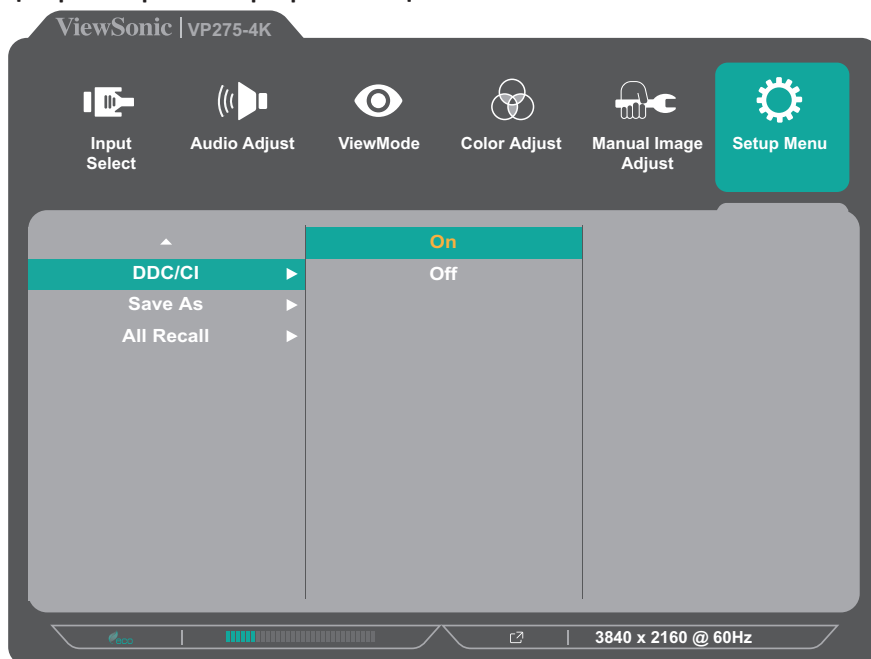 ViewSonic | VP275-4K
Input Select
Audio Adjust
ViewMode
Color Adjust
Manual Image Adjust
Setup Menu
DDC/CI
On
Off
Save As
All Recall
eco
3840 x 2160 @ 60Hz